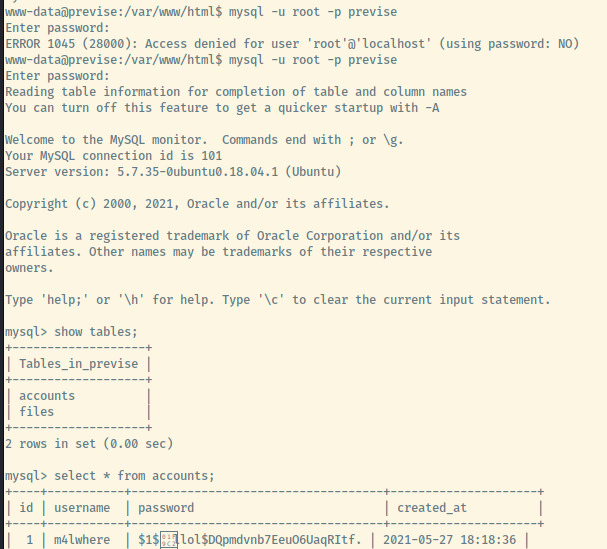 www-data@previse:/var/www/html$ mysql -u root -p previse
Enter password:
ERROR 1045 (28000): Access denied for user 'root'@'localhost' (using password: NO)
www-data@previse:/var/www/html$ mysql -u root -p previse
Enter password:
Reading table information for completion of table and column names
You can turn off this feature to get a quicker startup with -A

Welcome to the MySQL monitor.  Commands end with ; or \g.
Your MySQL connection id is 101
Server version: 5.7.35-0ubuntu0.18.04.1 (Ubuntu)

Copyright (c) 2000, 2021, Oracle and/or its affiliates.

Oracle is a registered trademark of Oracle Corporation and/or its
affiliates. Other names may be trademarks of their respective
owners.

Type 'help;' or '\h' for help. Type '\c' to clear the current input statement.

mysql> show tables;
+-------------------+
| Tables_in_previse |
+-------------------+
| accounts          |
| files             |
+-------------------+
2 rows in set (0.00 sec)

mysql> select * from accounts;
+----+----------+------------------------------------+---------------------+
| id | username | password                           | created_at          |
+----+----------+------------------------------------+---------------------+
|  1 | m4lwhere | $1$🧂llol$DQpmdvnb7EeuO6UaqRItf. | 2021-05-27 18:18:36 |